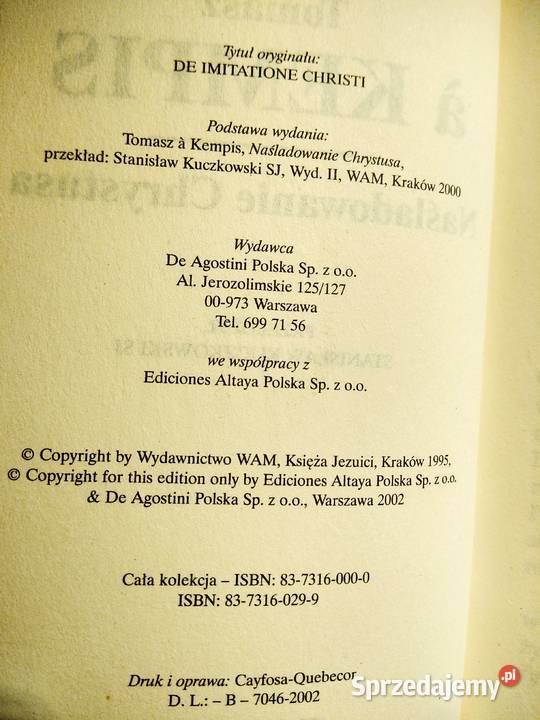 Tomasz
à KEMPIS
Naśladowanie Chrystusa
Tytuł oryginału:
DE IMITATIONE CHRISTI
Podstawa wydania:
Tomasz à Kempis, Naśladowanie Chrystusa,
przekład: Stanisław Kuczkowski SJ, Wyd. II, WAM, Kraków 2000
Wydawca
De Agostini Polska Sp. z o.o.
Al. Jerozolimskie 125/127
00-973 Warszawa
Tel. 699 71 56
we współpracy z
Ediciones Altaya Polska Sp. z o.o.
© Copyright by Wydawnictwo WAM, Księża Jezuici, Kraków 1995,
© Copyright for this edition only by Ediciones Altaya Polska Sp. z o.o.
& De Agostini Polska Sp. z o.o., Warszawa 2002
Cała kolekcja – ISBN: 83-7316-000-0
ISBN: 83-7316-029-9
Druk i oprawa: Cayfosa-Quebecor
D. L.: – B – 7046-2002
Sprzedajemy.pl